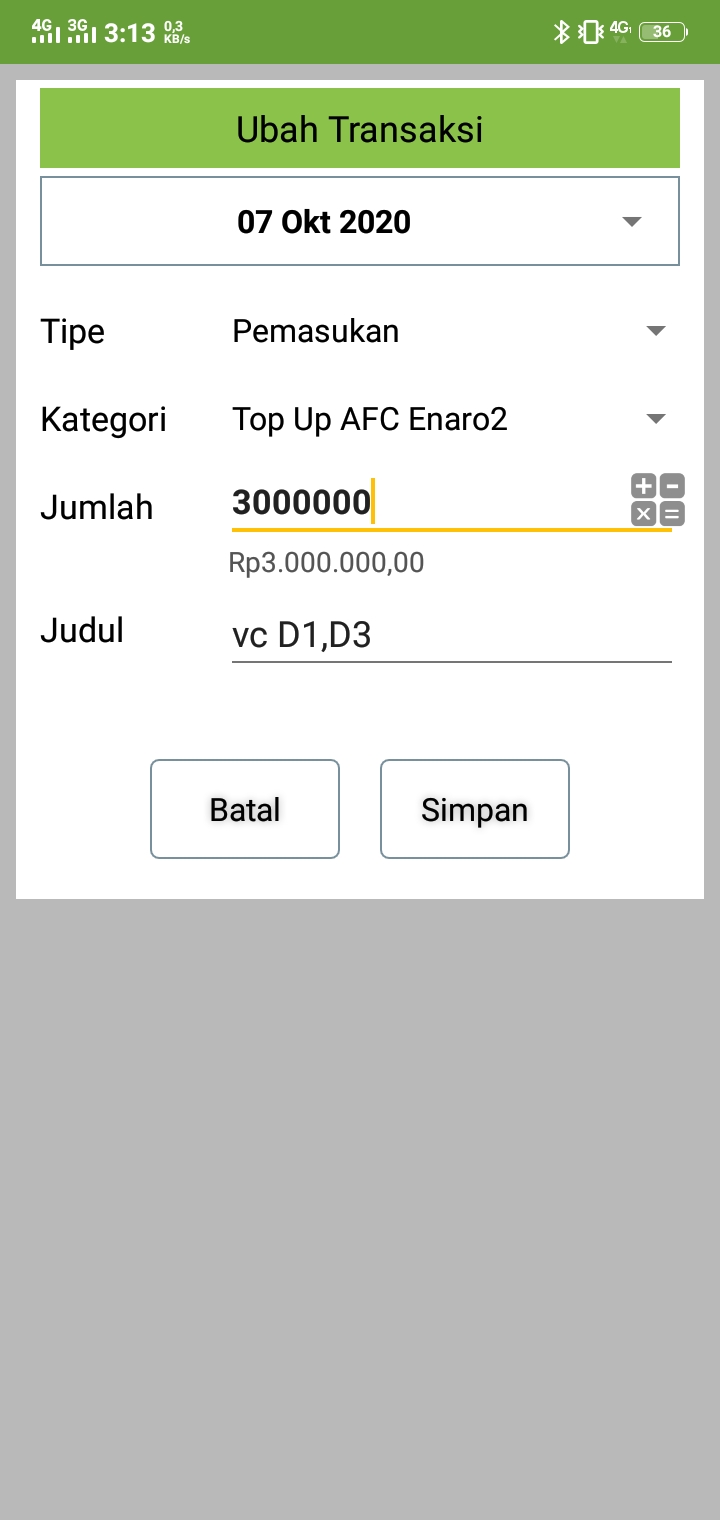 4G 3G 3:13 0,3 KB/s 4G 36
Ubah Transaksi
07 Okt 2020
Tipe Pemasukan
Kategori Top Up AFC Enaro2
Jumlah 3000000
Rp3.000.000,00
Judul vc D1,D3
Batal Simpan